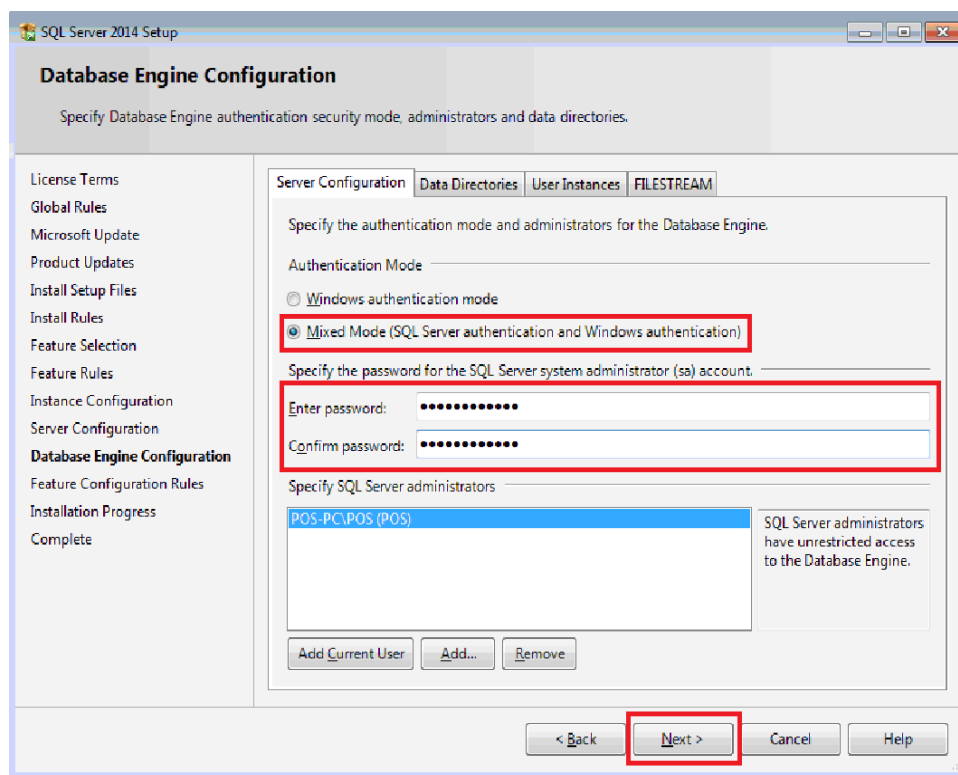 SQL Server 2014 Setup
Database Engine Configuration
Specify Database Engine authentication security mode, administrators and data directories.
License Terms
Global Rules
Microsoft Update
Product Updates
Install Setup Files
Install Rules
Feature Selection
Feature Rules
Instance Configuration
Server Configuration
Database Engine Configuration
Feature Configuration Rules
Installation Progress
Complete
Server Configuration Data Directories User Instances FILESTREAM
Specify the authentication mode and administrators for the Database Engine.
Authentication Mode
Windows authentication mode
Mixed Mode (SQL Server authentication and Windows authentication)
Specify the password for the SQL Server system administrator (sa) account.
Enter password: ●●●●●●●●●●●●
Confirm password: ●●●●●●●●●●●●
Specify SQL Server administrators
POS-PC\POS (POS)
SQL Server administrators
have unrestricted access
to the Database Engine.
Add Current User Add... Remove
< Back Next > Cancel Help